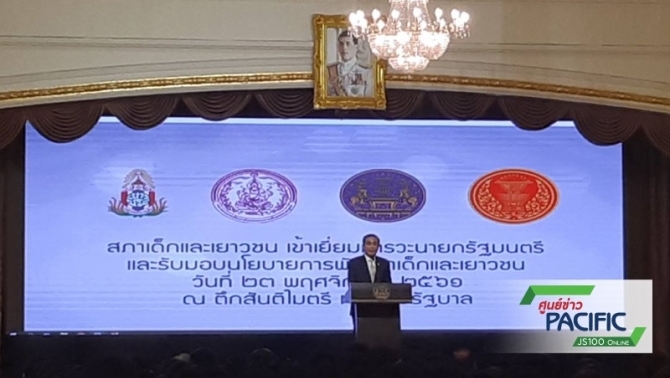 สภาเด็กและเยาวชน เข้าเยี่ยม ารวะนายกรัฐมนตรี
และรับมอบนโยบายการพั าเด็กและเยาวชน
วันที่ ๒๓ พฤศจิก ๒๕๖๑
ณ ตึกสันติไมตรี รัฐบาล
ศูนย์ข่าว
PACIFIC
JS100 ONLINE